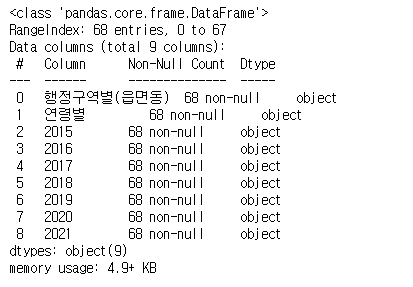 <class 'pandas.core.frame.DataFrame'>
RangeIndex: 68 entries, 0 to 67
Data columns (total 9 columns):
 #   Column       Non-Null Count  Dtype
---  ------       --------------  -----
 0   행정구역별(읍면동)  68 non-null     object
 1   연령별          68 non-null     object
 2   2015         68 non-null     object
 3   2016         68 non-null     object
 4   2017         68 non-null     object
 5   2018         68 non-null     object
 6   2019         68 non-null     object
 7   2020         68 non-null     object
 8   2021         68 non-null     object
dtypes: object(9)
memory usage: 4.9+ KB